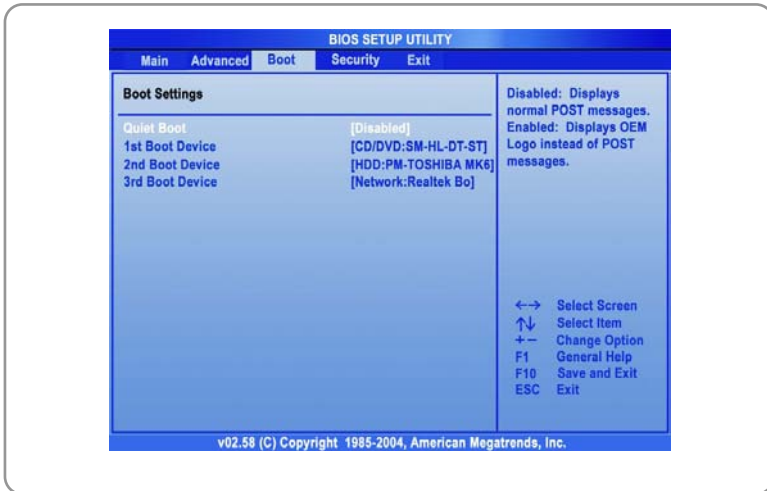 BIOS SETUP UTILITY
Main Advanced Boot Security Exit
Boot Settings
Quiet Boot [Disabled]
1st Boot Device [CD/DVD:SM-HL-DT-ST]
2nd Boot Device [HDD:PM-TOSHIBA MK6]
3rd Boot Device [Network:Realtek Bo]
Disabled: Displays
normal POST messages.
Enabled: Displays OEM
Logo instead of POST
messages.
←→ Select Screen
↑↓ Select Item
+− Change Option
F1 General Help
F10 Save and Exit
ESC Exit
v02.58 (C) Copyright 1985-2004, American Megatrends, Inc.